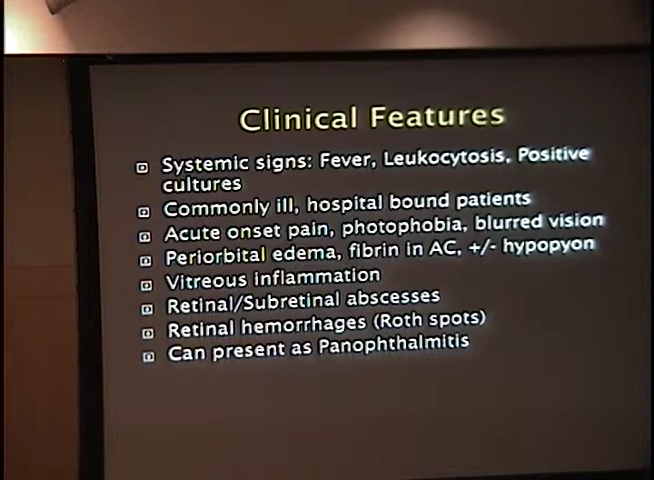 Clinical Features
Systemic signs: Fever, Leukocytosis, Positive
cultures
Commonly ill, hospital bound patients
Acute onset pain, photophobia, blurred vision
Periorbital edema, fibrin in AC, +/- hypopyon
Vitreous inflammation
Retinal/Subretinal abscesses
Retinal hemorrhages (Roth spots)
Can present as Panophthalmitis